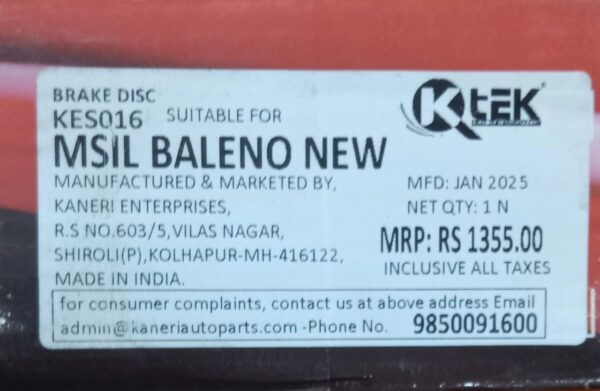 BRAKE DISC
KES016 SUITABLE FOR
MSIL BALENO NEW
MANUFACTURED & MARKETED BY,
KANERI ENTERPRISES,
R.S NO.603/5,VILAS NAGAR,
SHIROLI(P),KOLHAPUR-MH-416122,
MADE IN INDIA.
KtEK
MFD: JAN 2025
NET QTY: 1 N
MRP: RS 1355.00
INCLUSIVE ALL TAXES
for consumer complaints, contact us at above address Email
admin@kaneriautoparts.com -Phone No. 9850091600